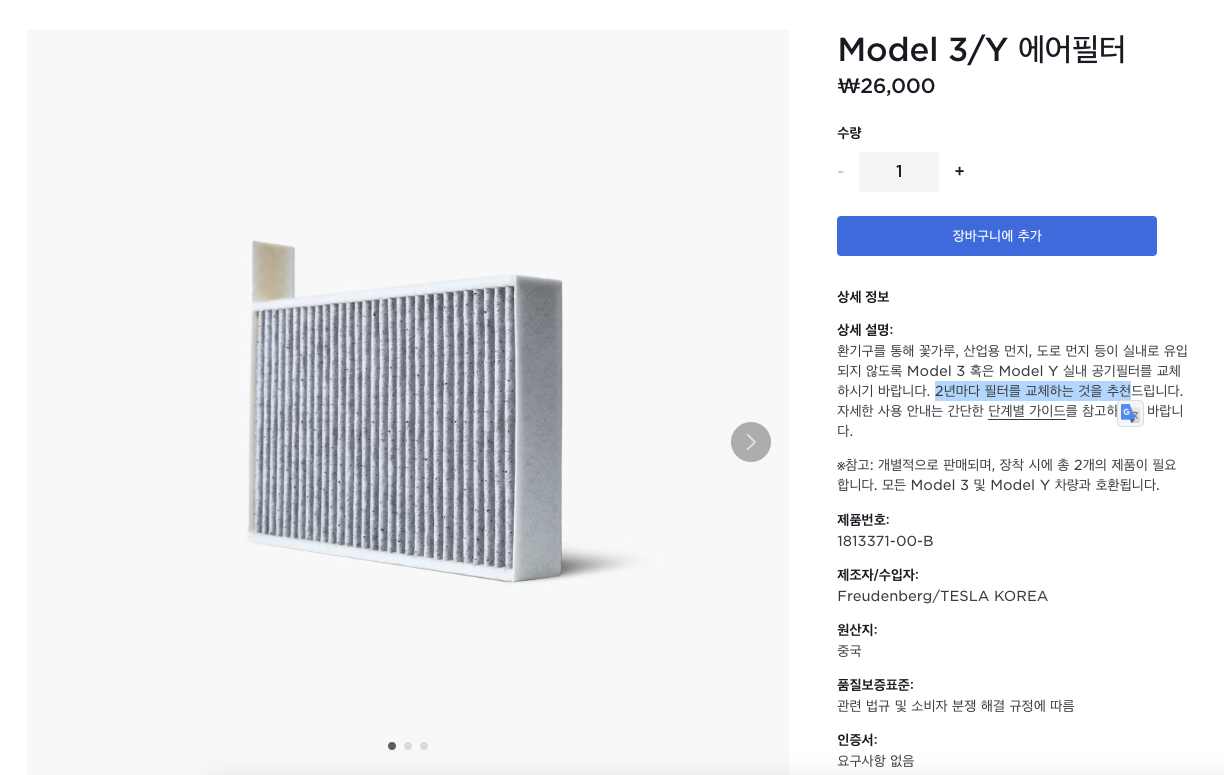 Model 3/Y 에어필터
₩26,000
수량
- 1 +
장바구니에 추가
상세 정보
상세 설명:
환기구를 통해 꽃가루, 산업용 먼지, 도로 먼지 등이 실내로 유입
되지 않도록 Model 3 혹은 Model Y 실내 공기필터를 교체
하시기 바랍니다. 2년마다 필터를 교체하는 것을 추천드립니다.
자세한 사용 안내는 간단한 단계별 가이드를 참고하 바랍니
다.
※참고: 개별적으로 판매되며, 장착 시에 총 2개의 제품이 필요
합니다. 모든 Model 3 및 Model Y 차량과 호환됩니다.
제품번호:
1813371-00-B
제조자/수입자:
Freudenberg/TESLA KOREA
원산지:
중국
품질보증표준:
관련 법규 및 소비자 분쟁 해결 규정에 따름
인증서:
요구사항 없음